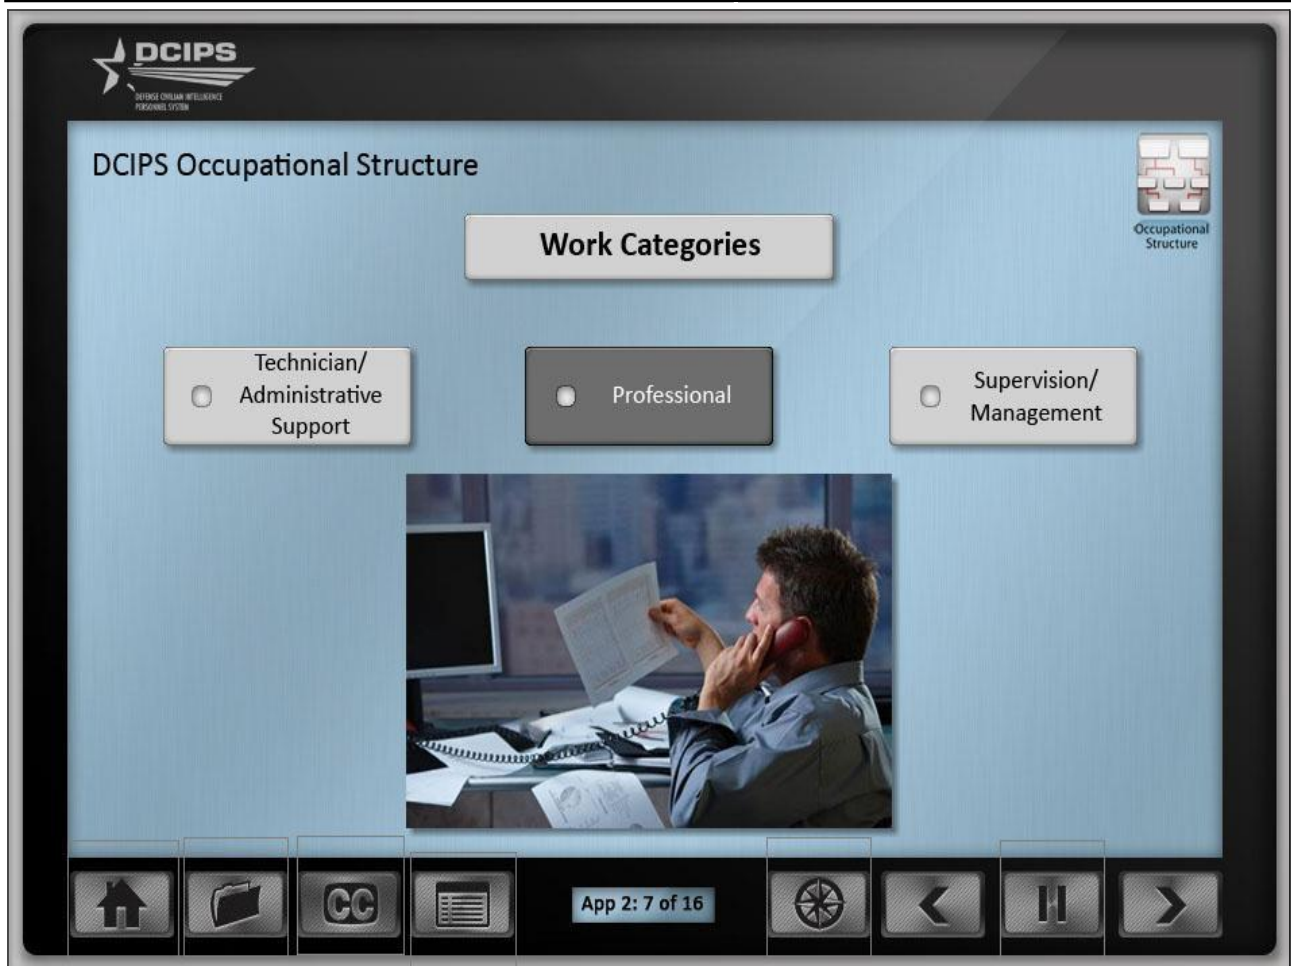 DCIPS
DEFENSE CIVILIAN INTELLIGENCE
PERSONNEL SYSTEM
DCIPS Occupational Structure
Occupational
Structure
Work Categories
Technician/
Administrative
Support
Professional
Supervision/
Management
CC
App 2: 7 of 16